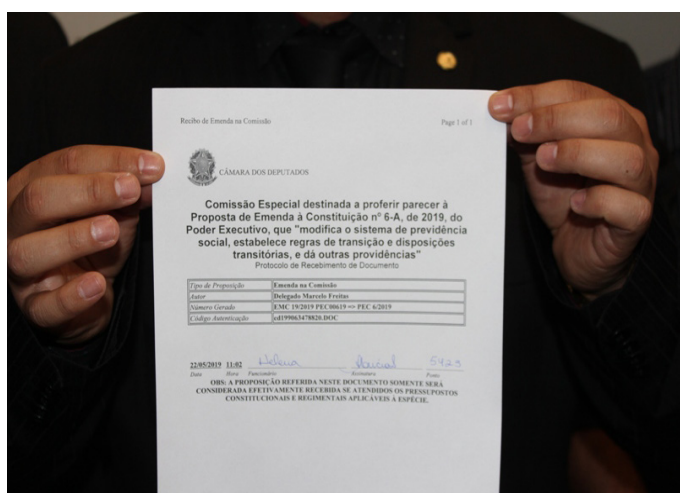 Recibo de Emenda na Comissão Page 1 of 1
CÂMARA DOS DEPUTADOS
Comissão Especial destinada a proferir parecer à
Proposta de Emenda à Constituição nº 6-A, de 2019, do
Poder Executivo, que "modifica o sistema de previdência
social, estabelece regras de transição e disposições
transitórias, e dá outras providências"
Protocolo de Recebimento de Documento
Tipo de Proposição Emenda na Comissão
Autor Delegado Marcelo Freitas
Número Gerado EMC 19/2019 PEC00619 => PEC 6/2019
Código Autenticação cd199063478820.DOC
22/05/2019 11:02 Helena 5423
Data Hora Funcionário Assinatura Ponto
OBS: A PROPOSIÇÃO REFERIDA NESTE DOCUMENTO SOMENTE SERÁ
CONSIDERADA EFETIVAMENTE RECEBIDA SE ATENDIDOS OS PRESSUPOSTOS
CONSTITUCIONAIS E REGIMENTAIS APLICÁVEIS À ESPÉCIE.